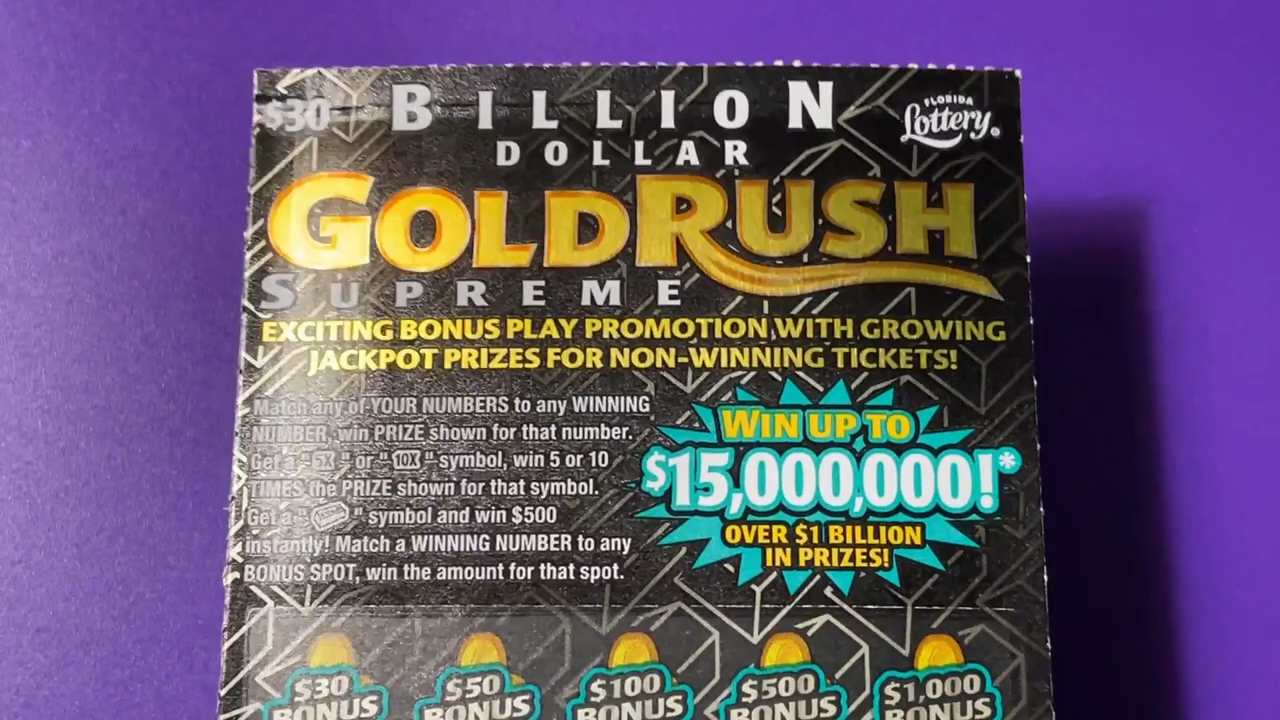 $30
BILLION
FLORIDA
Lottery.
DOLLAR
GOLDRUSH
SUPREME
EXCITING BONUS PLAY PROMOTION WITH GROWING
JACKPOT PRIZES FOR NON-WINNING TICKETS!
Match any of YOUR NUMBERS to any WINNING
NUMBER, win PRIZE shown for that number.
Get a "5X" or "10X" symbol, win 5 or 10
TIMES the PRIZE shown for that symbol.
Get a " " symbol and win $500
instantly! Match a WINNING NUMBER to any
BONUS SPOT, win the amount for that spot.
WIN UP TO
$15,000,000!*
OVER $1 BILLION
IN PRIZES!
$30
BONUS
$50
BONUS
$100
BONUS
$500
BONUS
$1,000
BONUS